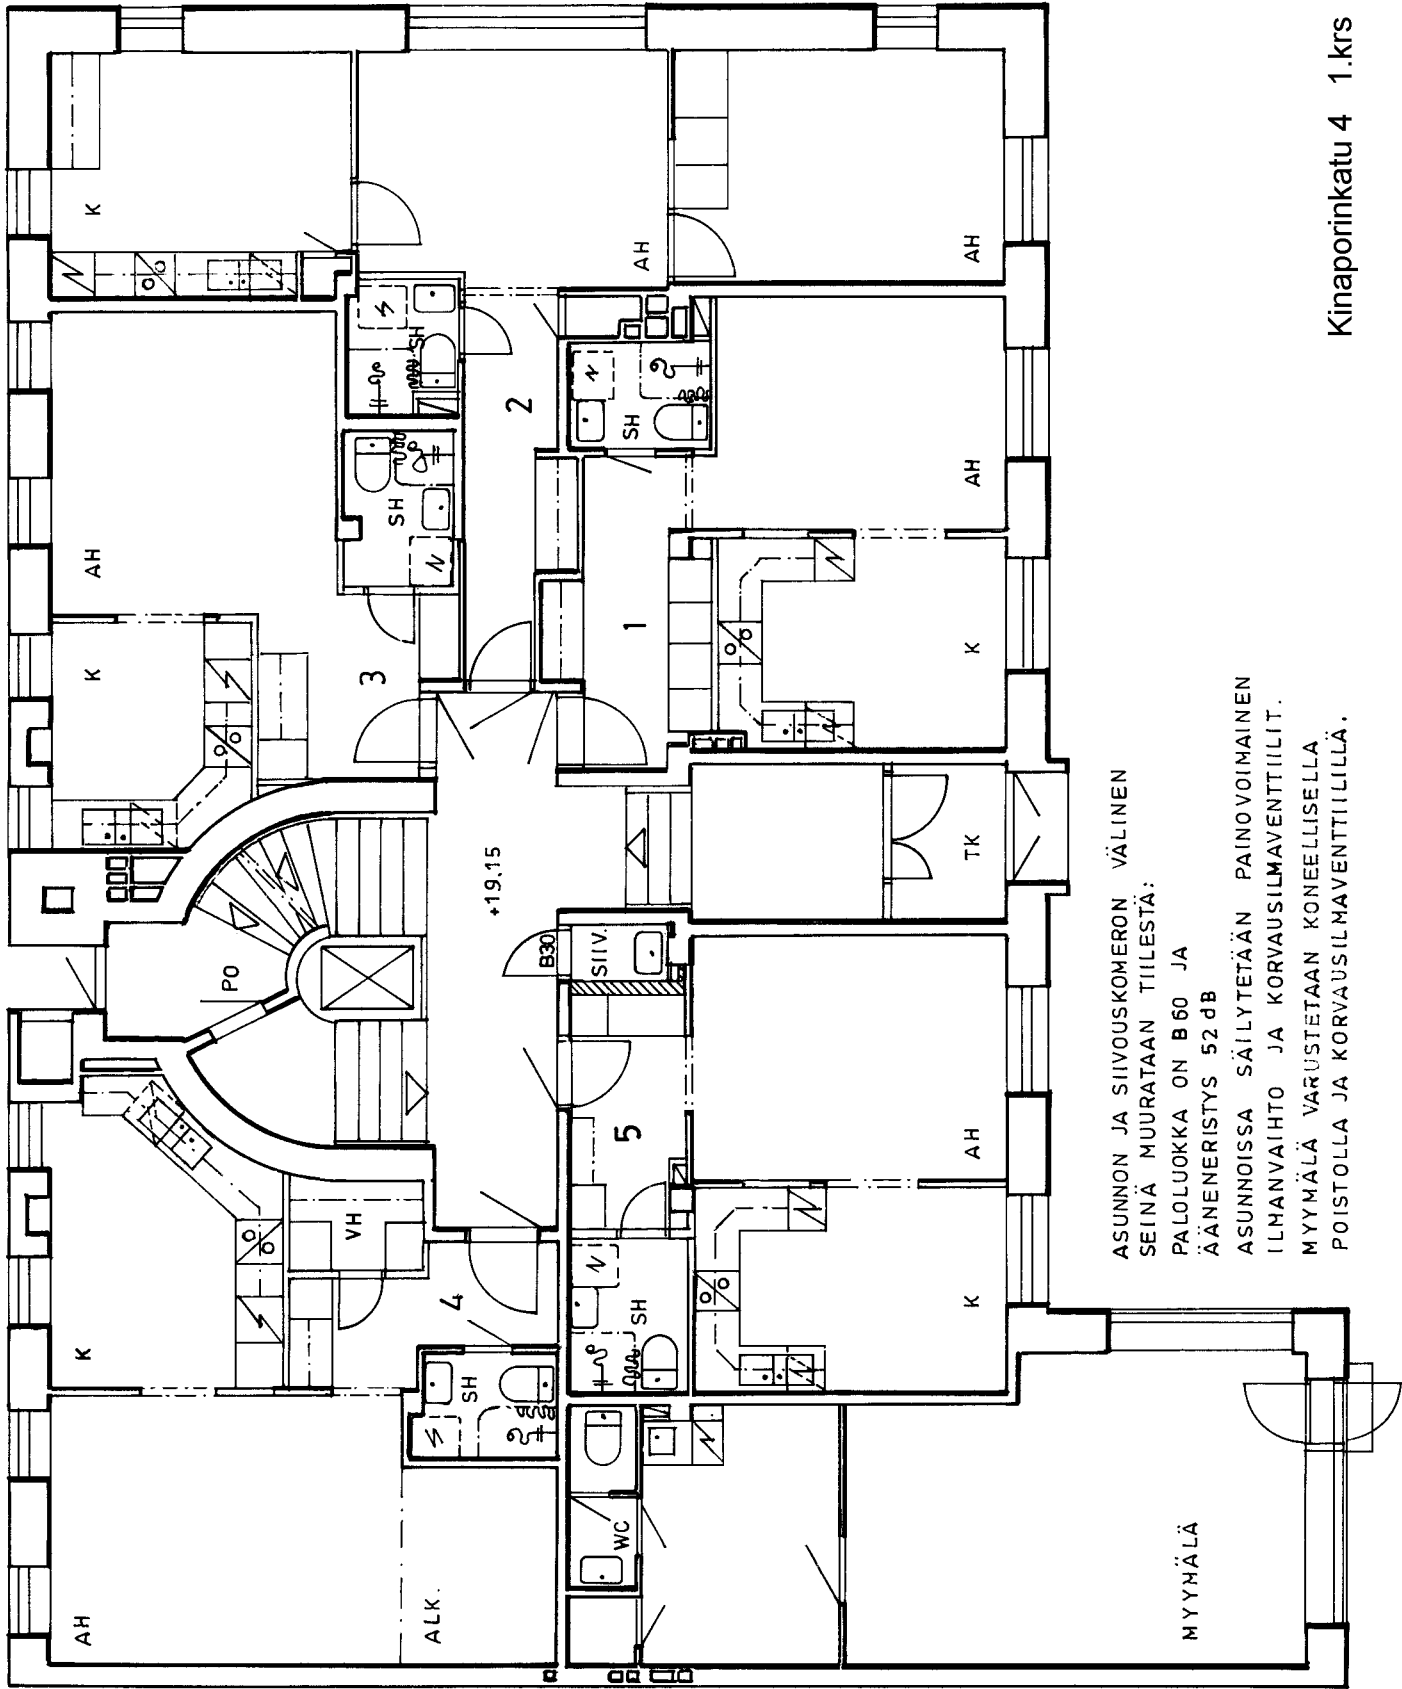 K
AH
AH
SH
2
SH
AH
SH
AH
K
3
1
K
K
+19.15
TK
PO
B30
SIIV.
VH
5
AH
4
SH
K
K
SH
AH
ALK.
WC
MYYMÄLÄ
ASUNNON JA SIIVOUSKOMERON VÄLINEN
SEINÄ MUURATAAN TIILESTÄ:
PALOLUOKKA ON B60 JA
ÄÄNENERISTYS 52dB
ASUNNOISSA SÄILYTETÄÄN PAINOVOIMAINEN
ILMANVAIHTO JA KORVAUSILMAVENTTIILIT.
MYYMÄLÄ VARUSTETAAN KONEELLISELLA
POISTOLLA JA KORVAUSILMAVENTTIILILLÄ.
Kinaporinkatu 4 1.krs